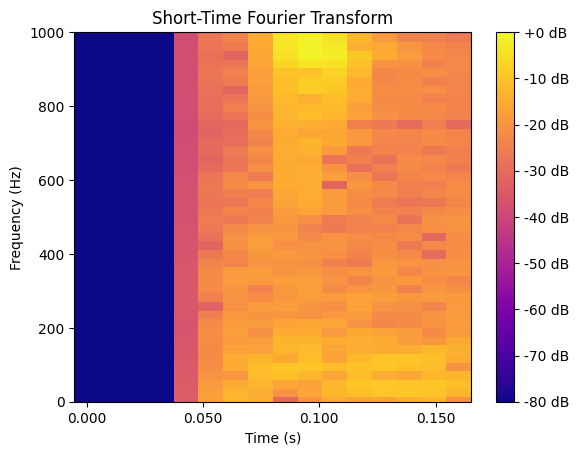 Short-Time Fourier Transform
Frequency (Hz)
1000
800
600
400
200
0
0.000
0.050
0.100
0.150
Time (s)
+0 dB
-10 dB
-20 dB
-30 dB
-40 dB
-50 dB
-60 dB
-70 dB
-80 dB